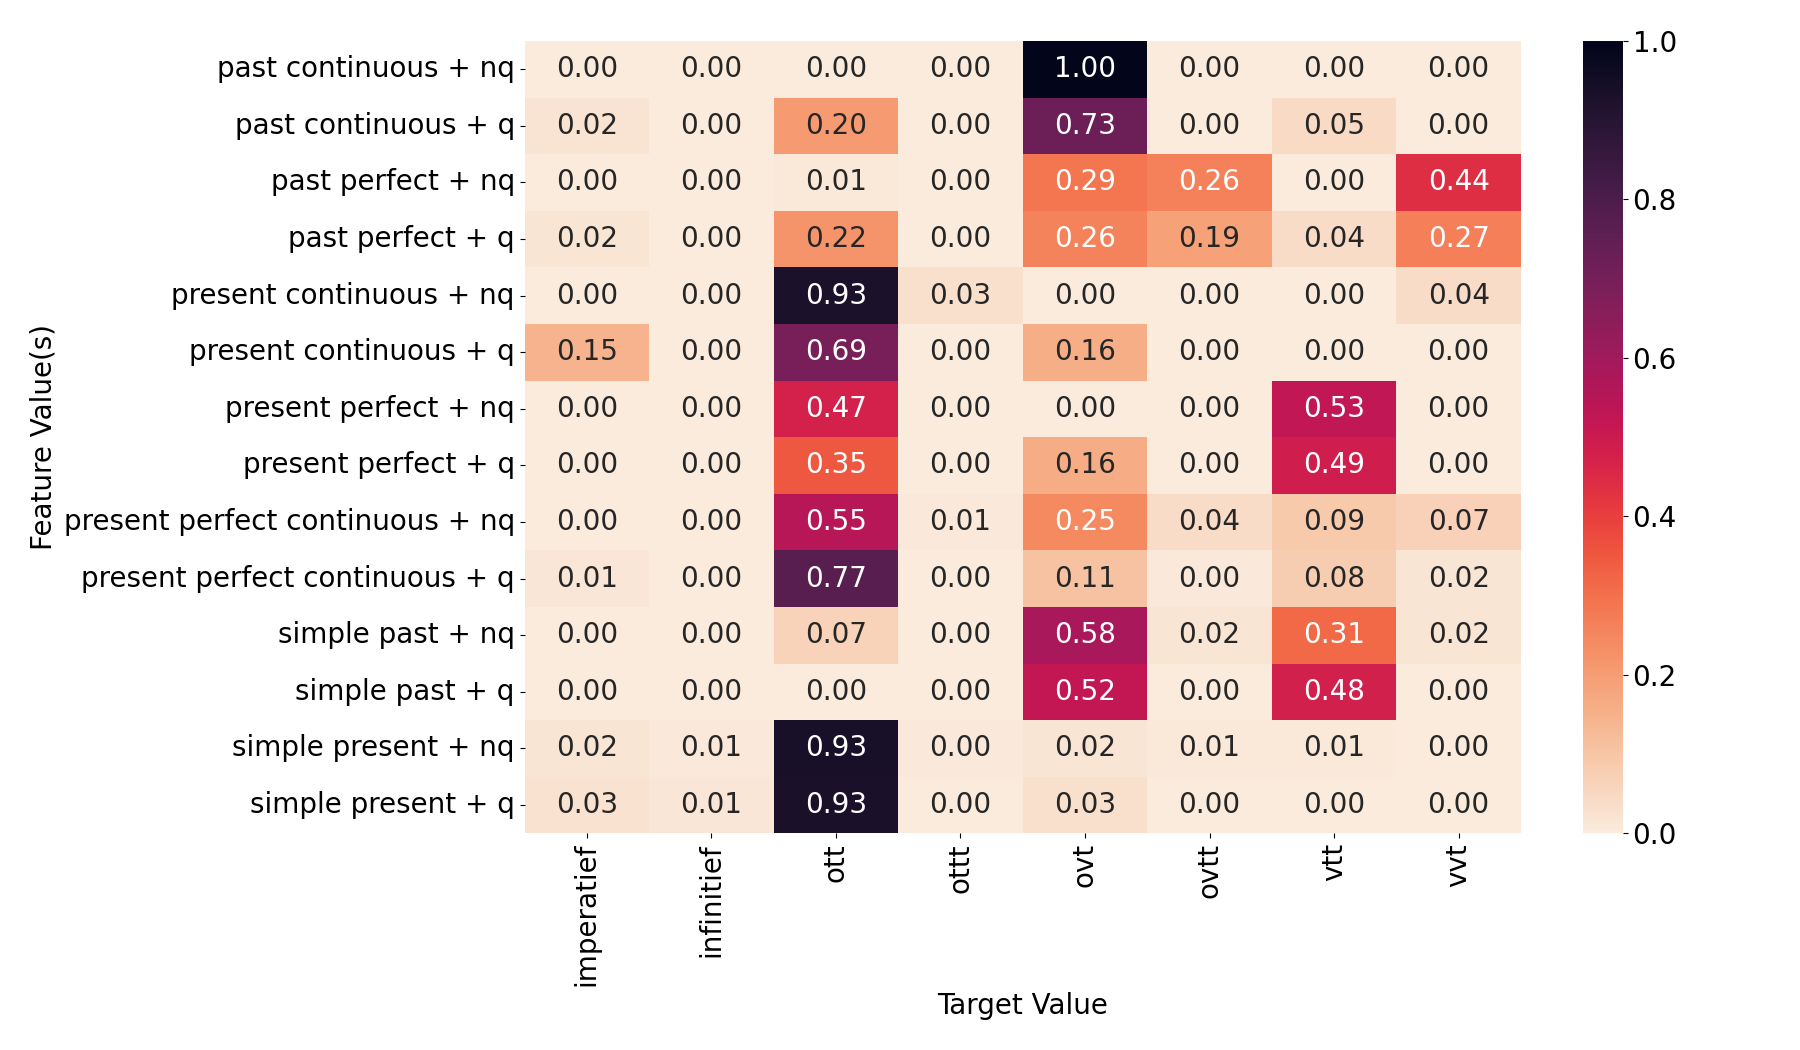 past continuous + nq 0.00 0.00 0.00 0.00 1.00 0.00 0.00 0.00
past continuous + q 0.02 0.00 0.20 0.00 0.73 0.00 0.05 0.00
past perfect + nq 0.00 0.00 0.01 0.00 0.29 0.26 0.00 0.44
past perfect + q 0.02 0.00 0.22 0.00 0.26 0.19 0.04 0.27
present continuous + nq 0.00 0.00 0.93 0.03 0.00 0.00 0.00 0.04
present continuous + q 0.15 0.00 0.69 0.00 0.16 0.00 0.00 0.00
present perfect + nq 0.00 0.00 0.47 0.00 0.00 0.00 0.53 0.00
present perfect + q 0.00 0.00 0.35 0.00 0.16 0.00 0.49 0.00
present perfect continuous + nq 0.00 0.00 0.55 0.01 0.25 0.04 0.09 0.07
present perfect continuous + q 0.01 0.00 0.77 0.00 0.11 0.00 0.08 0.02
simple past + nq 0.00 0.00 0.07 0.00 0.58 0.02 0.31 0.02
simple past + q 0.00 0.00 0.00 0.00 0.52 0.00 0.48 0.00
simple present + nq 0.02 0.01 0.93 0.00 0.02 0.01 0.01 0.00
simple present + q 0.03 0.01 0.93 0.00 0.03 0.00 0.00 0.00
imperatief infinitief ott ottt ovt ovtt vtt vvt
Target Value
Feature Value(s)
1.0
0.8
0.6
0.4
0.2
0.0